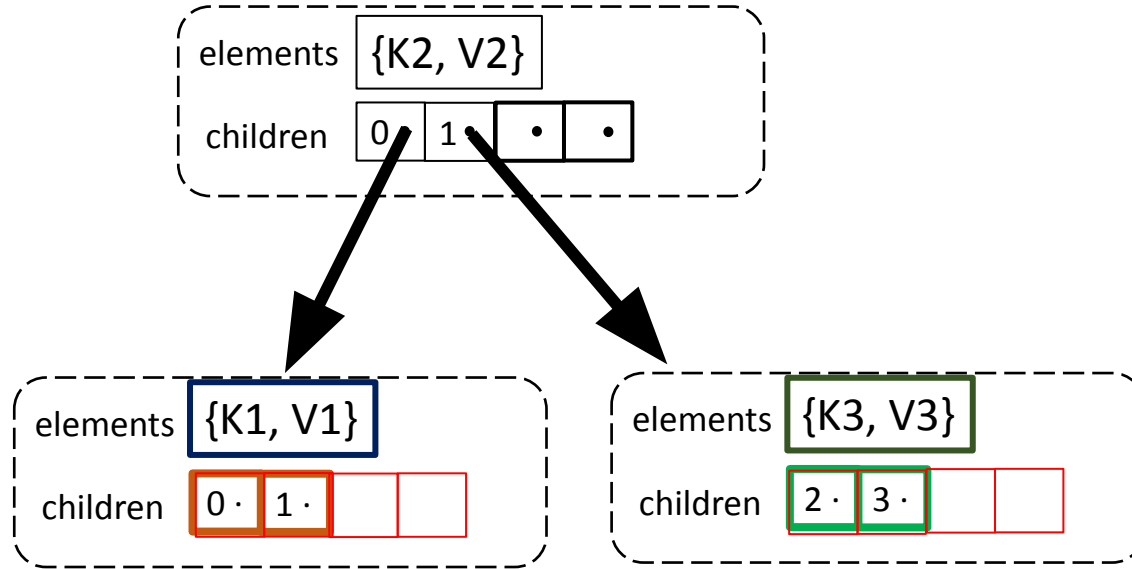 elements {K2, V2}
children 0 · 1 · · ·
elements {K1, V1}
children 0 · 1 ·
elements {K3, V3}
children 2 · 3 ·